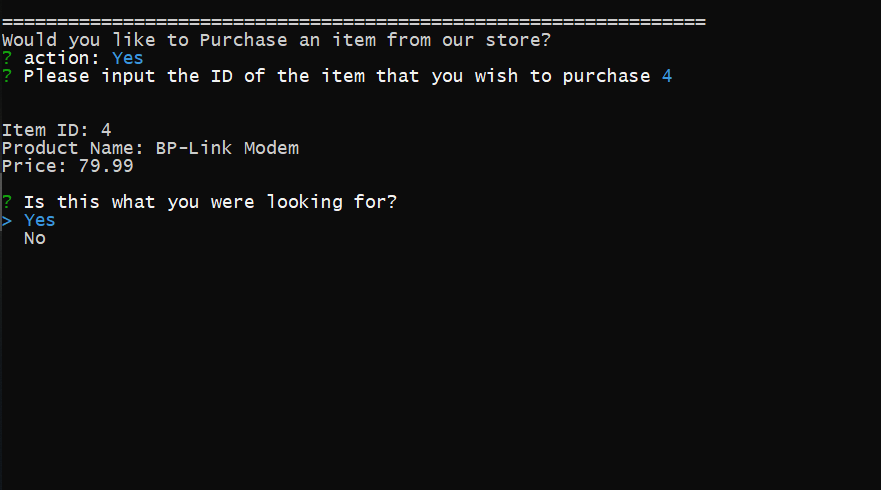 ================================================================
Would you like to Purchase an item from our store?
? action: Yes
? Please input the ID of the item that you wish to purchase 4
Item ID: 4
Product Name: BP-Link Modem
Price: 79.99
? Is this what you were looking for?
> Yes
No